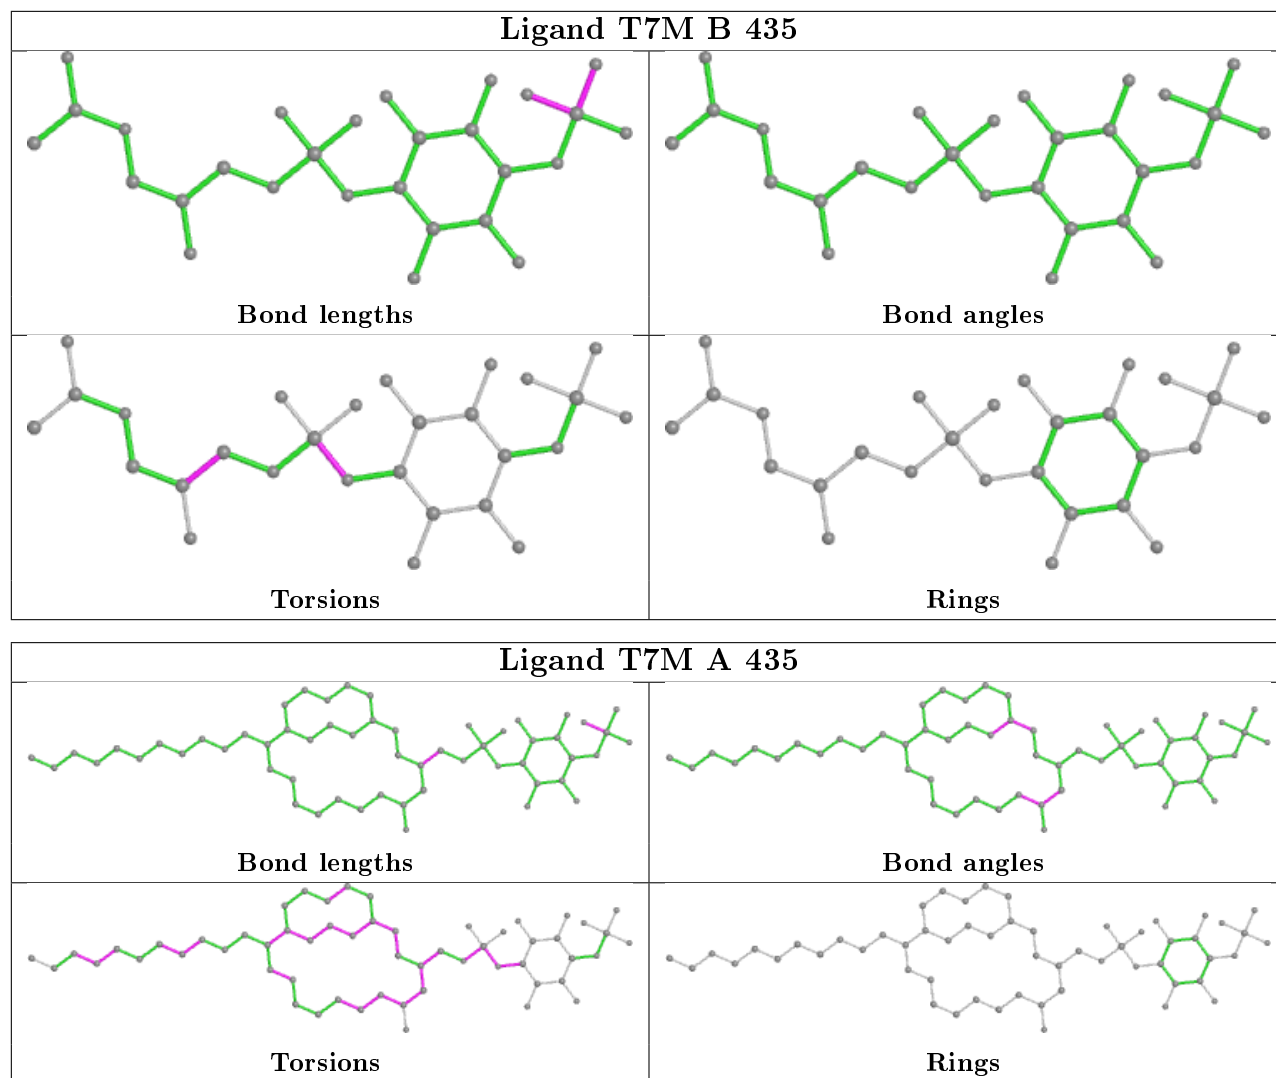 Ligand T7M B 435
Bond lengths
Bond angles
Torsions
Rings
Ligand T7M A 435
Bond lengths
Bond angles
Torsions
Rings